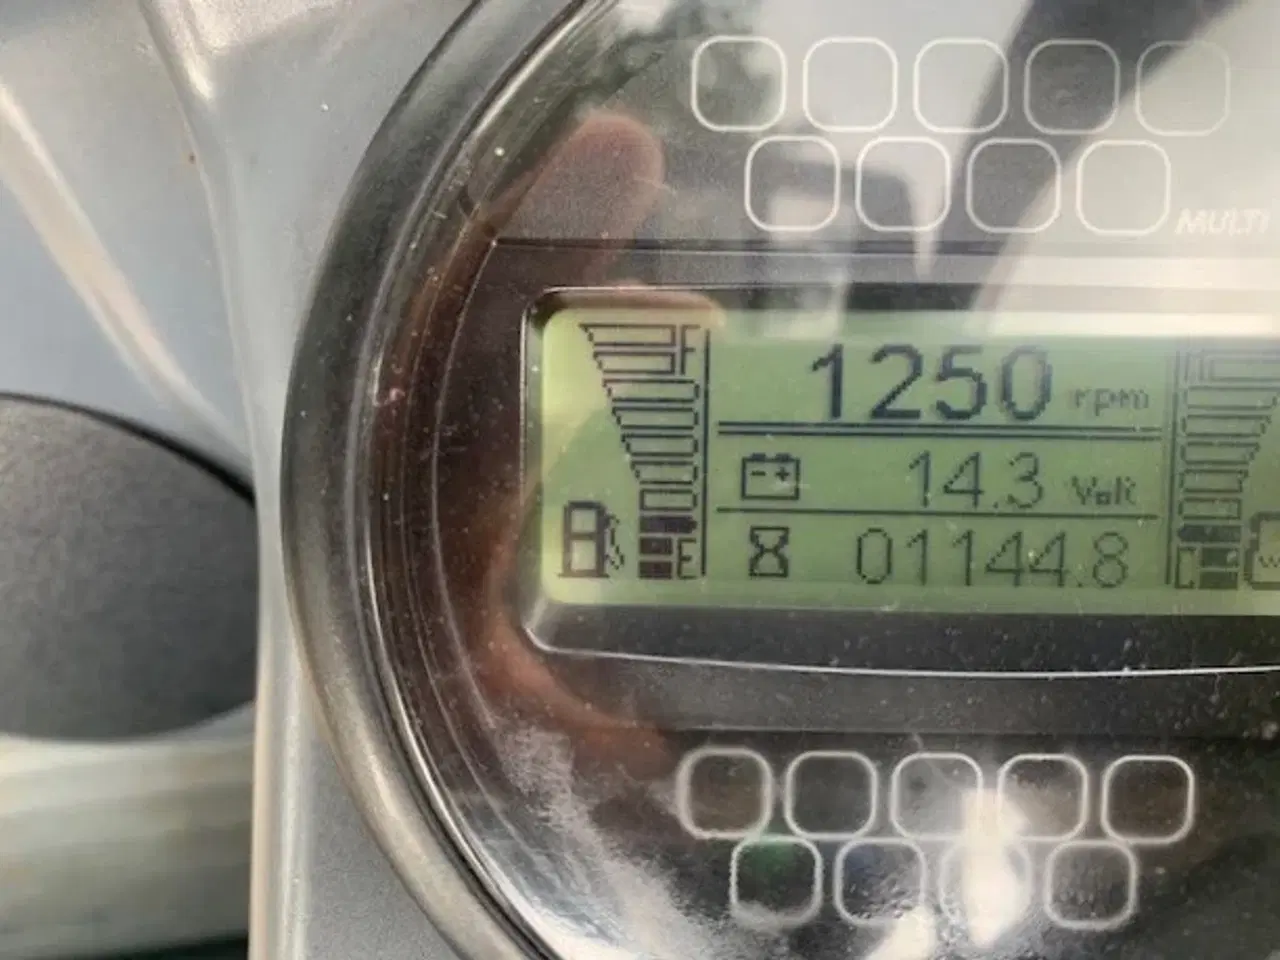 MULTI
F
1250 rpm
14.3 Volt
E 01144.8 C